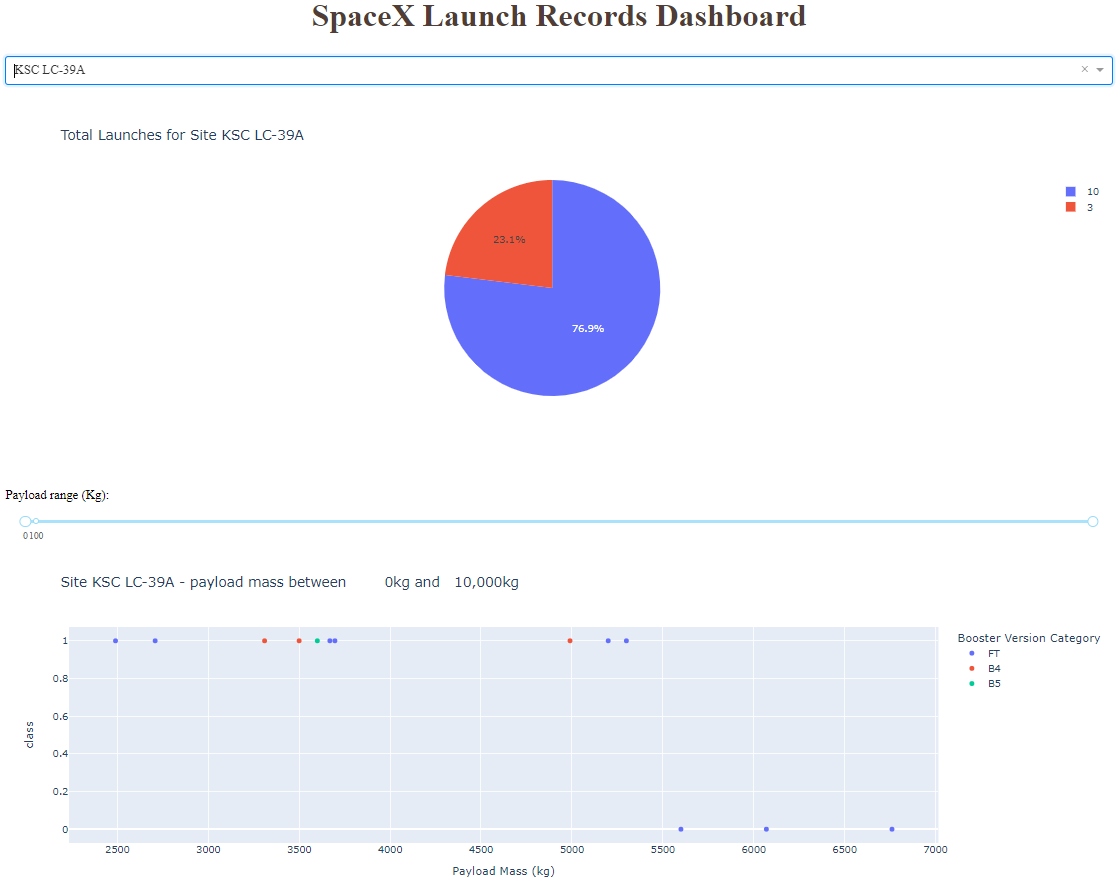 SpaceX Launch Records Dashboard
KSC LC-39A
Total Launches for Site KSC LC-39A
10
3
23.1%
76.9%
Payload range (Kg):
0100
Site KSC LC-39A - payload mass between 0kg and 10,000kg
Booster Version Category
FT
B4
B5
1
0.8
0.6
0.4
0.2
0
class
2500 3000 3500 4000 4500 5000 5500 6000 6500 7000
Payload Mass (kg)